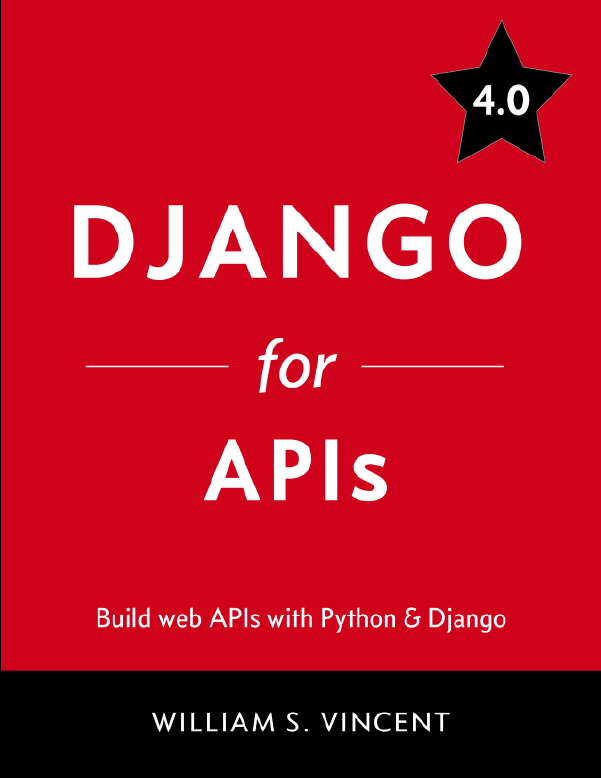 4.0
DJANGO
for
APIs
Build web APIs with Python & Django
WILLIAM S. VINCENT